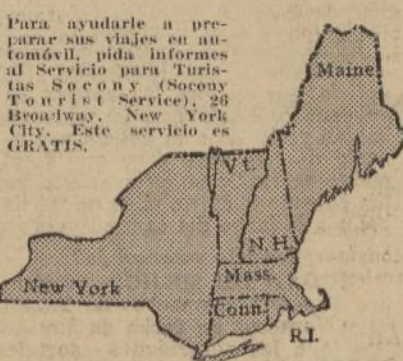 Para ayudarle a pre-
parar sus viajes en au-
tomóvil, pida informes
al Servicio para Turis-
tas Socony (Socony
Tourist Service), 26
Broadway, New York
City. Este servicio es
GRATIS.
Maine
Vt.
N.H.
New York
Mass.
Conn.
R.I.